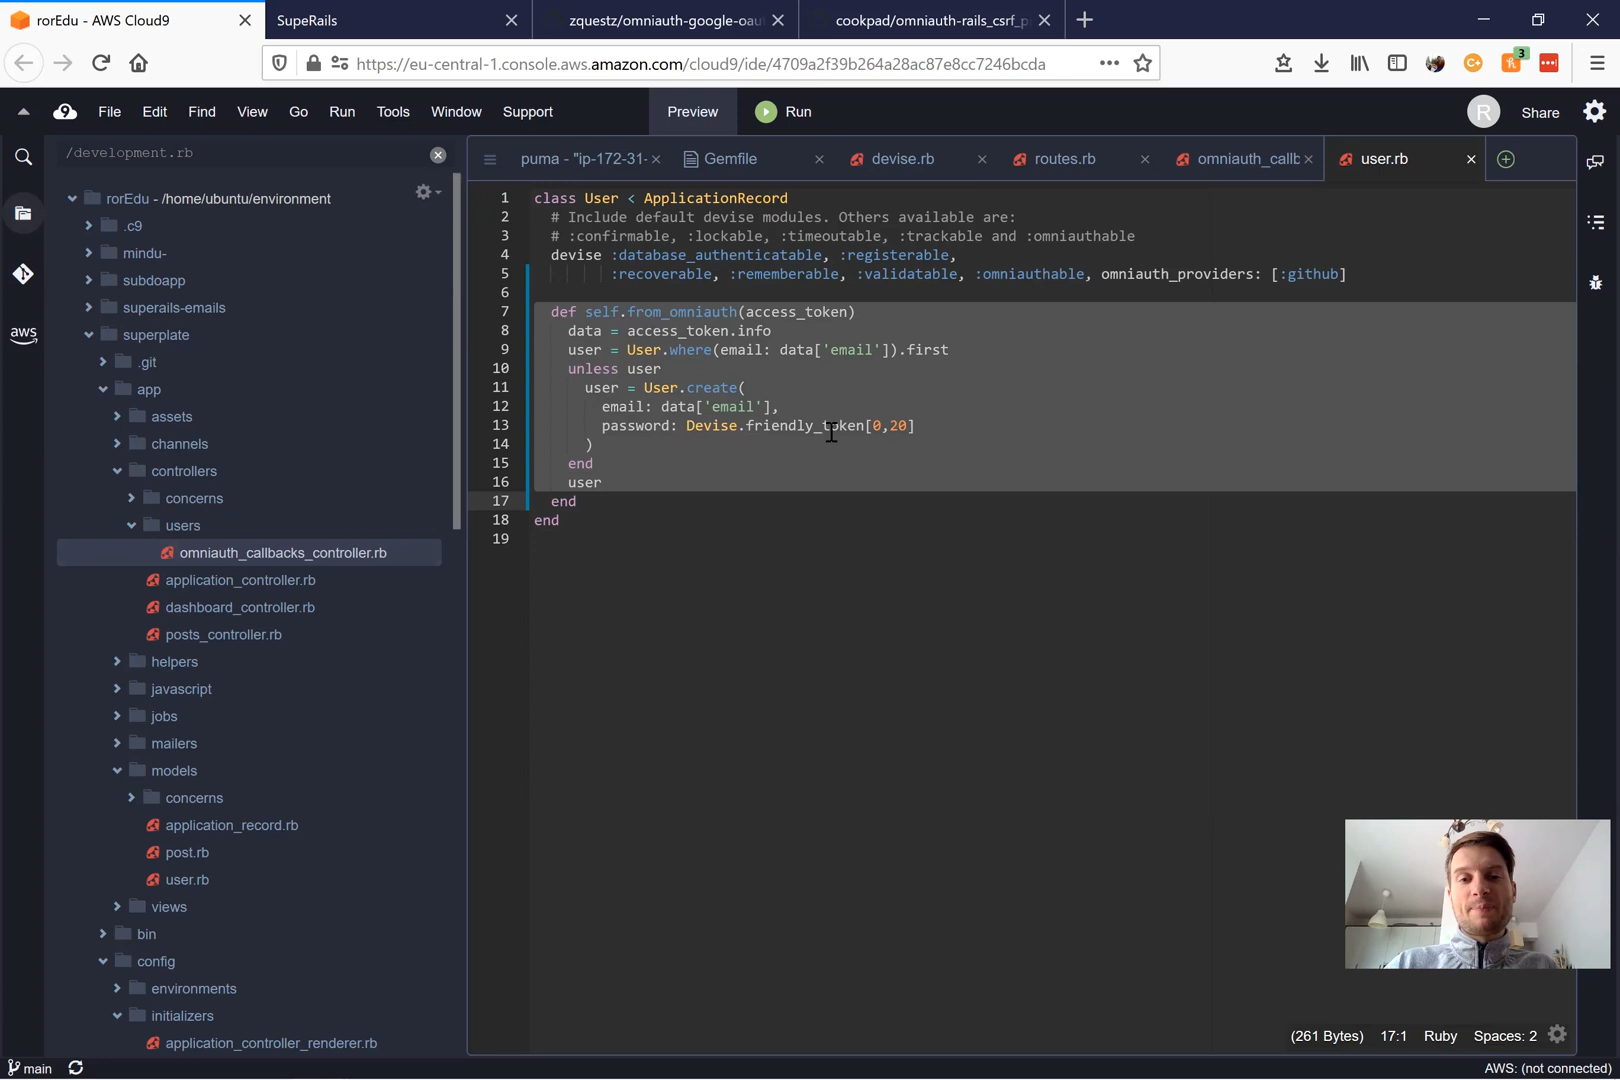 rorEdu - AWS Cloud9
SupeRails
zquestz/omniauth-google-oau
cookpad/omniauth-rails_csrf_p
https://eu-central-1.console.aws.amazon.com/cloud9/ide/4709a2f39b264a28ac87e8cc7246bcda
3
9 File Edit Find View Go Run Tools Window Support Preview Run R Share
/development.rb
puma - "ip-172-31- Gemfile devise.rb routes.rb omniauth_callb user.rb
rorEdu - /home/ubuntu/environment
.c9
mindu-
subdoapp
superails-emails
superplate
.git
app
assets
channels
controllers
concerns
users
omniauth_callbacks_controller.rb
application_controller.rb
dashboard_controller.rb
posts_controller.rb
helpers
javascript
jobs
mailers
models
concerns
application_record.rb
post.rb
user.rb
views
bin
config
environments
initializers
application_controller_renderer.rb
aws
1 class User < ApplicationRecord
2 # Include default devise modules. Others available are:
3 # :confirmable, :lockable, :timeoutable, :trackable and :omniauthable
4 devise :database_authenticatable, :registerable,
5 :recoverable, :rememberable, :validatable, :omniauthable, omniauth_providers: [:github]
6
7 def self.from_omniauth(access_token)
8 data = access_token.info
9 user = User.where(email: data['email']).first
10 unless user
11 user = User.create(
12 email: data['email'],
13 password: Devise.friendly_token[0,20]
14 )
15 end
16 user
17 end
18 end
19
(261 Bytes) 17:1 Ruby Spaces: 2
main
AWS: (not connected)